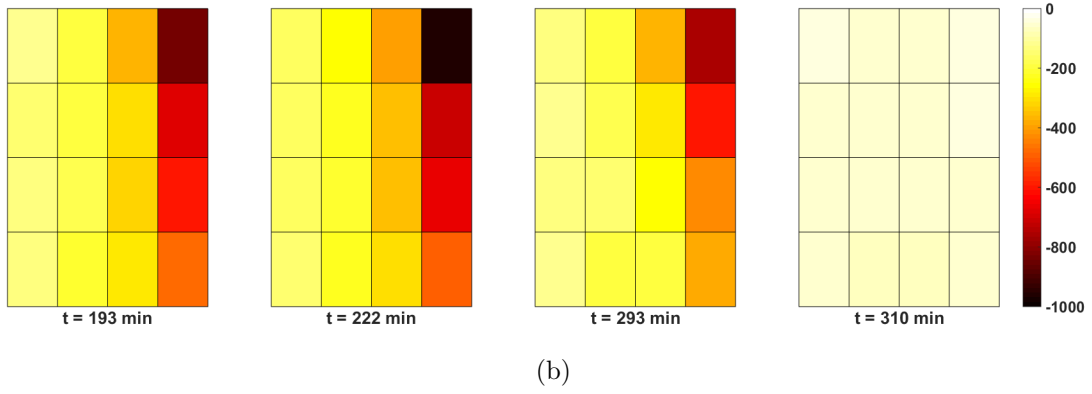 0
-200
-400
-600
-800
-1000
t = 193 min
t = 222 min
t = 293 min
t = 310 min
(b)